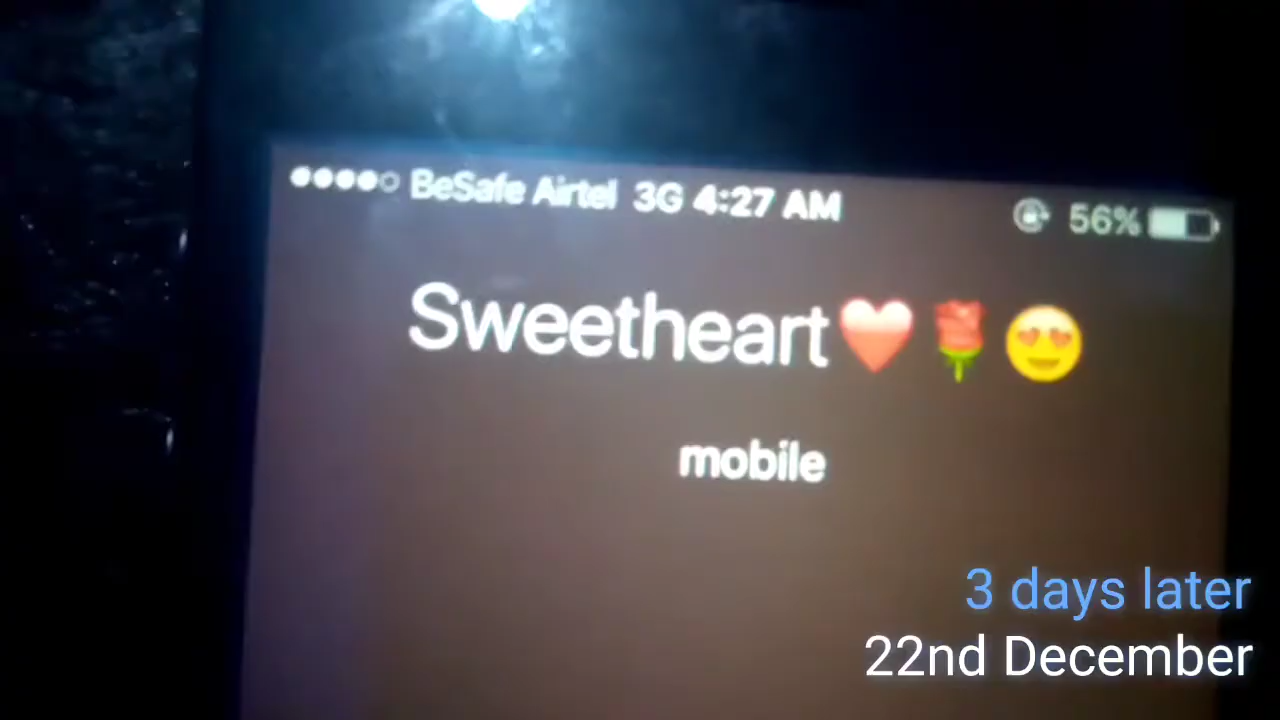 BeSafe Airtel 3G 4:27 AM 56%
Sweetheart❤️🌹😍
mobile
3 days later
22nd December